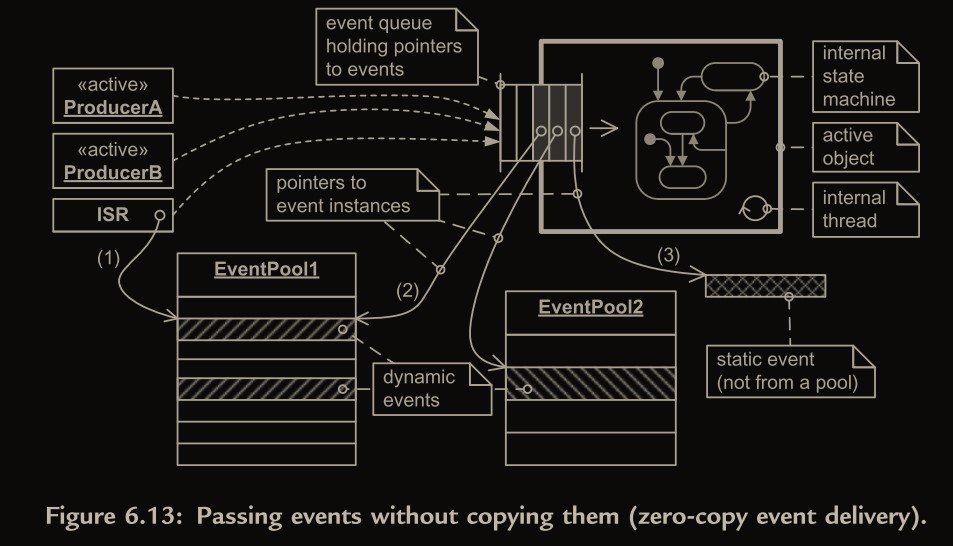 event queue
holding pointers
to events
«active»
ProducerA
«active»
ProducerB
ISR
internal
state
machine
active
object
internal
thread
pointers to
event instances
(1)
(2)
(3)
EventPool1
EventPool2
dynamic
events
static event
(not from a pool)
Figure 6.13: Passing events without copying them (zero-copy event delivery).